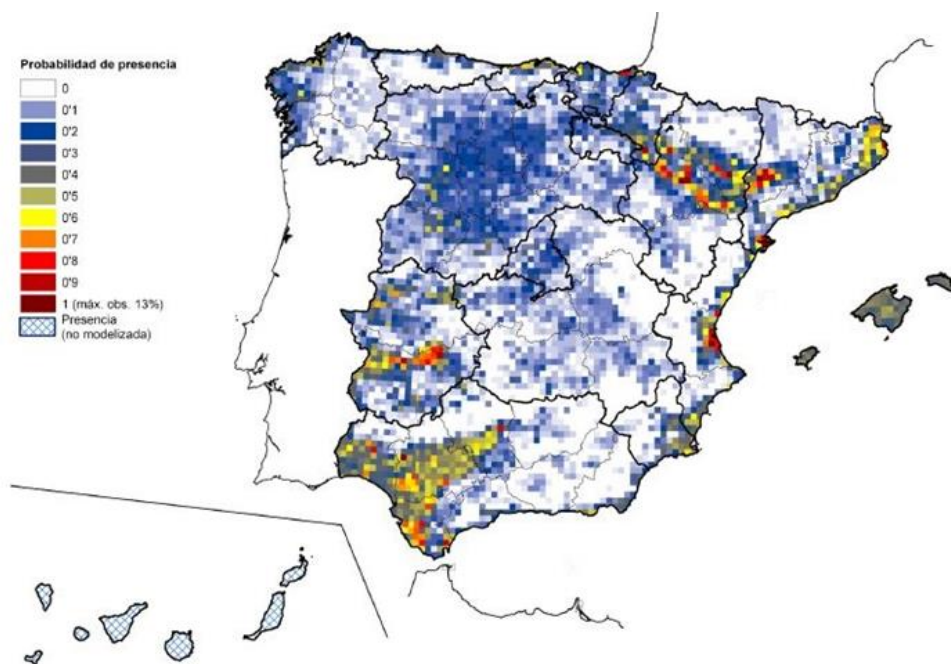 Probabilidad de presencia
0
0'1
0'2
0'3
0'4
0'5
0'6
0'7
0'8
0'9
1 (máx. obs. 13%)
Presencia
(no modelizada)